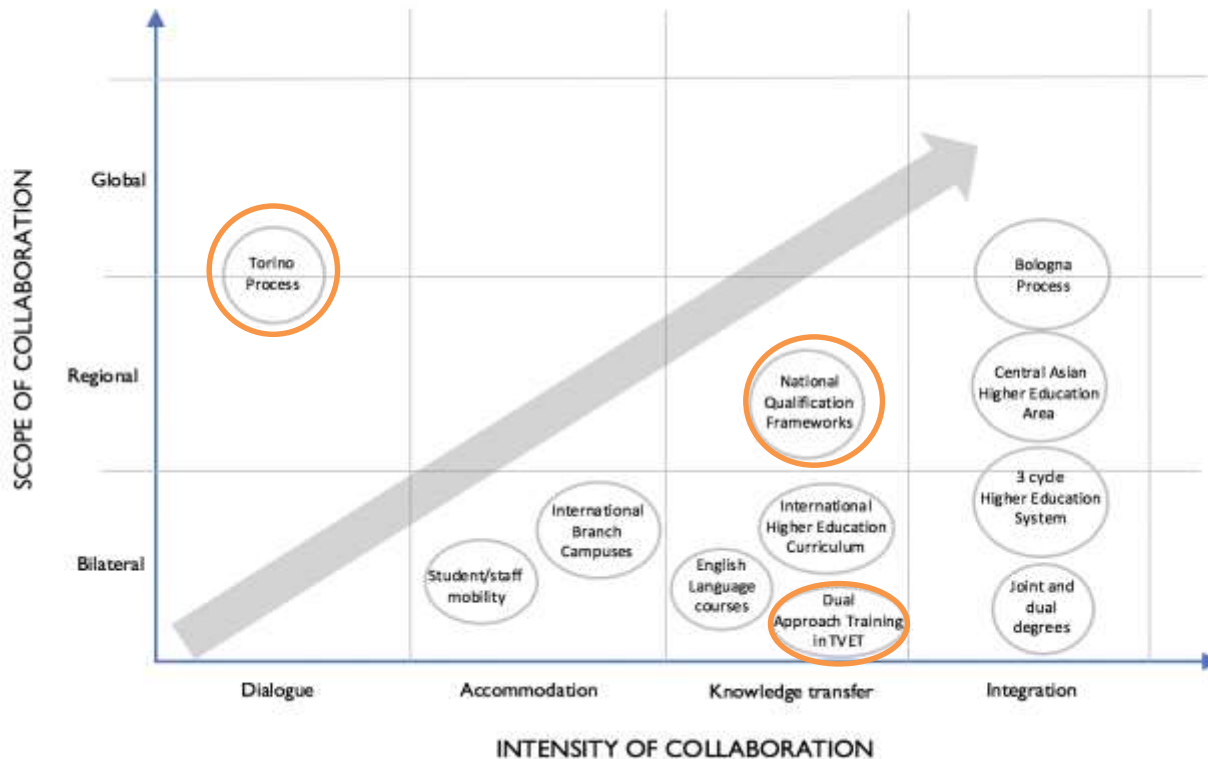 SCOPE OF COLLABORATION
Global
Regional
Bilateral
Torino
Process
Bologna
Process
National
Qualification
Frameworks
Central Asian
Higher Education
Area
International
Branch
Campuses
International
Higher Education
Curriculum
3 cycle
Higher Education
System
Student/staff
mobility
English
Language
courses
Dual
Approach Training
in TVET
Joint and
dual
degrees
Dialogue
Accommodation
Knowledge transfer
Integration
INTENSITY OF COLLABORATION